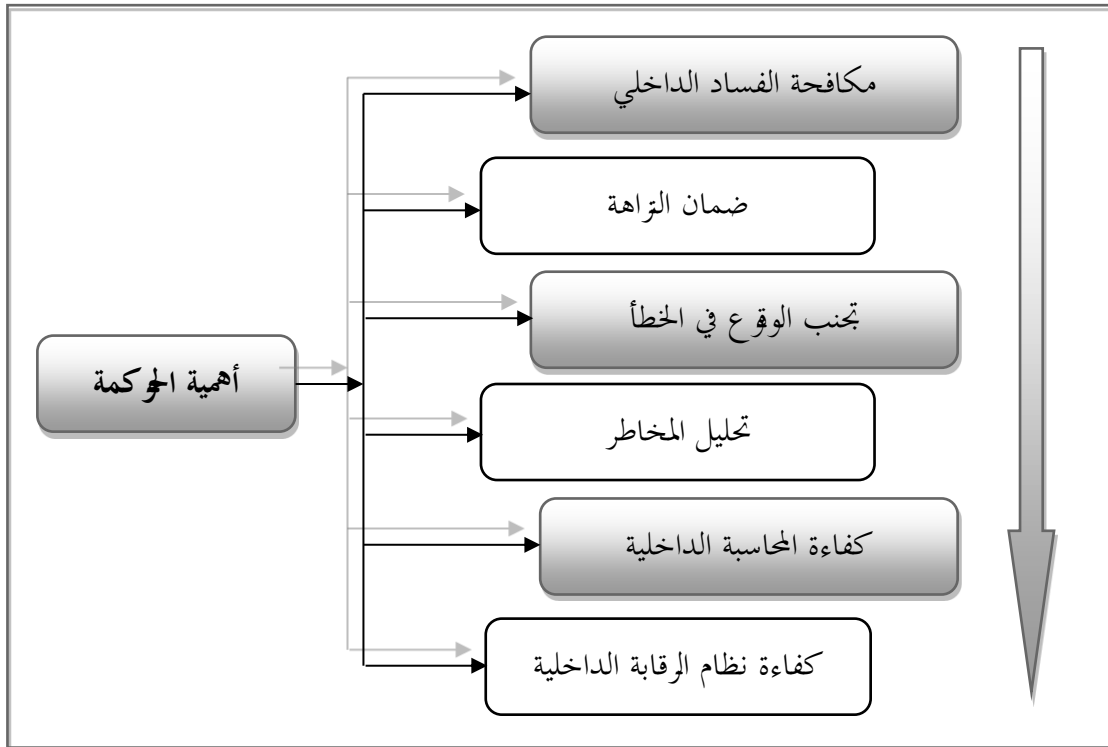 مكافحة الفساد الداخلي
ضمان النزاهة
تجنب الوقوع في الخطأ
أهمية الحوكمة
تحليل المخاطر
كفاءة المحاسبة الداخلية
كفاءة نظام الرقابة الداخلية